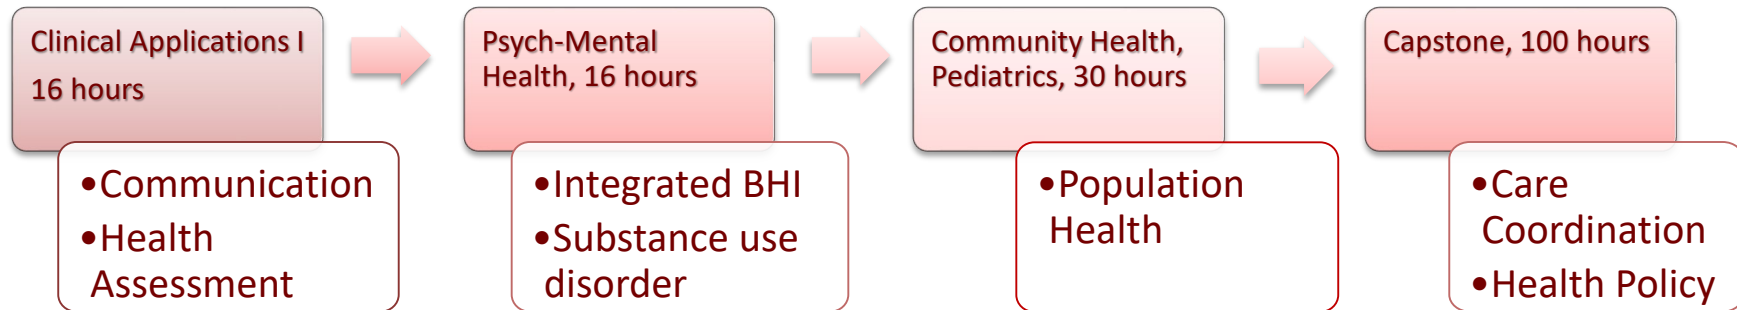 Clinical Applications I
16 hours
•Communication
•Health
Assessment
Psych-Mental
Health, 16 hours
•Integrated BHI
•Substance use
disorder
Community Health,
Pediatrics, 30 hours
•Population
Health
Capstone, 100 hours
•Care
Coordination
•Health Policy